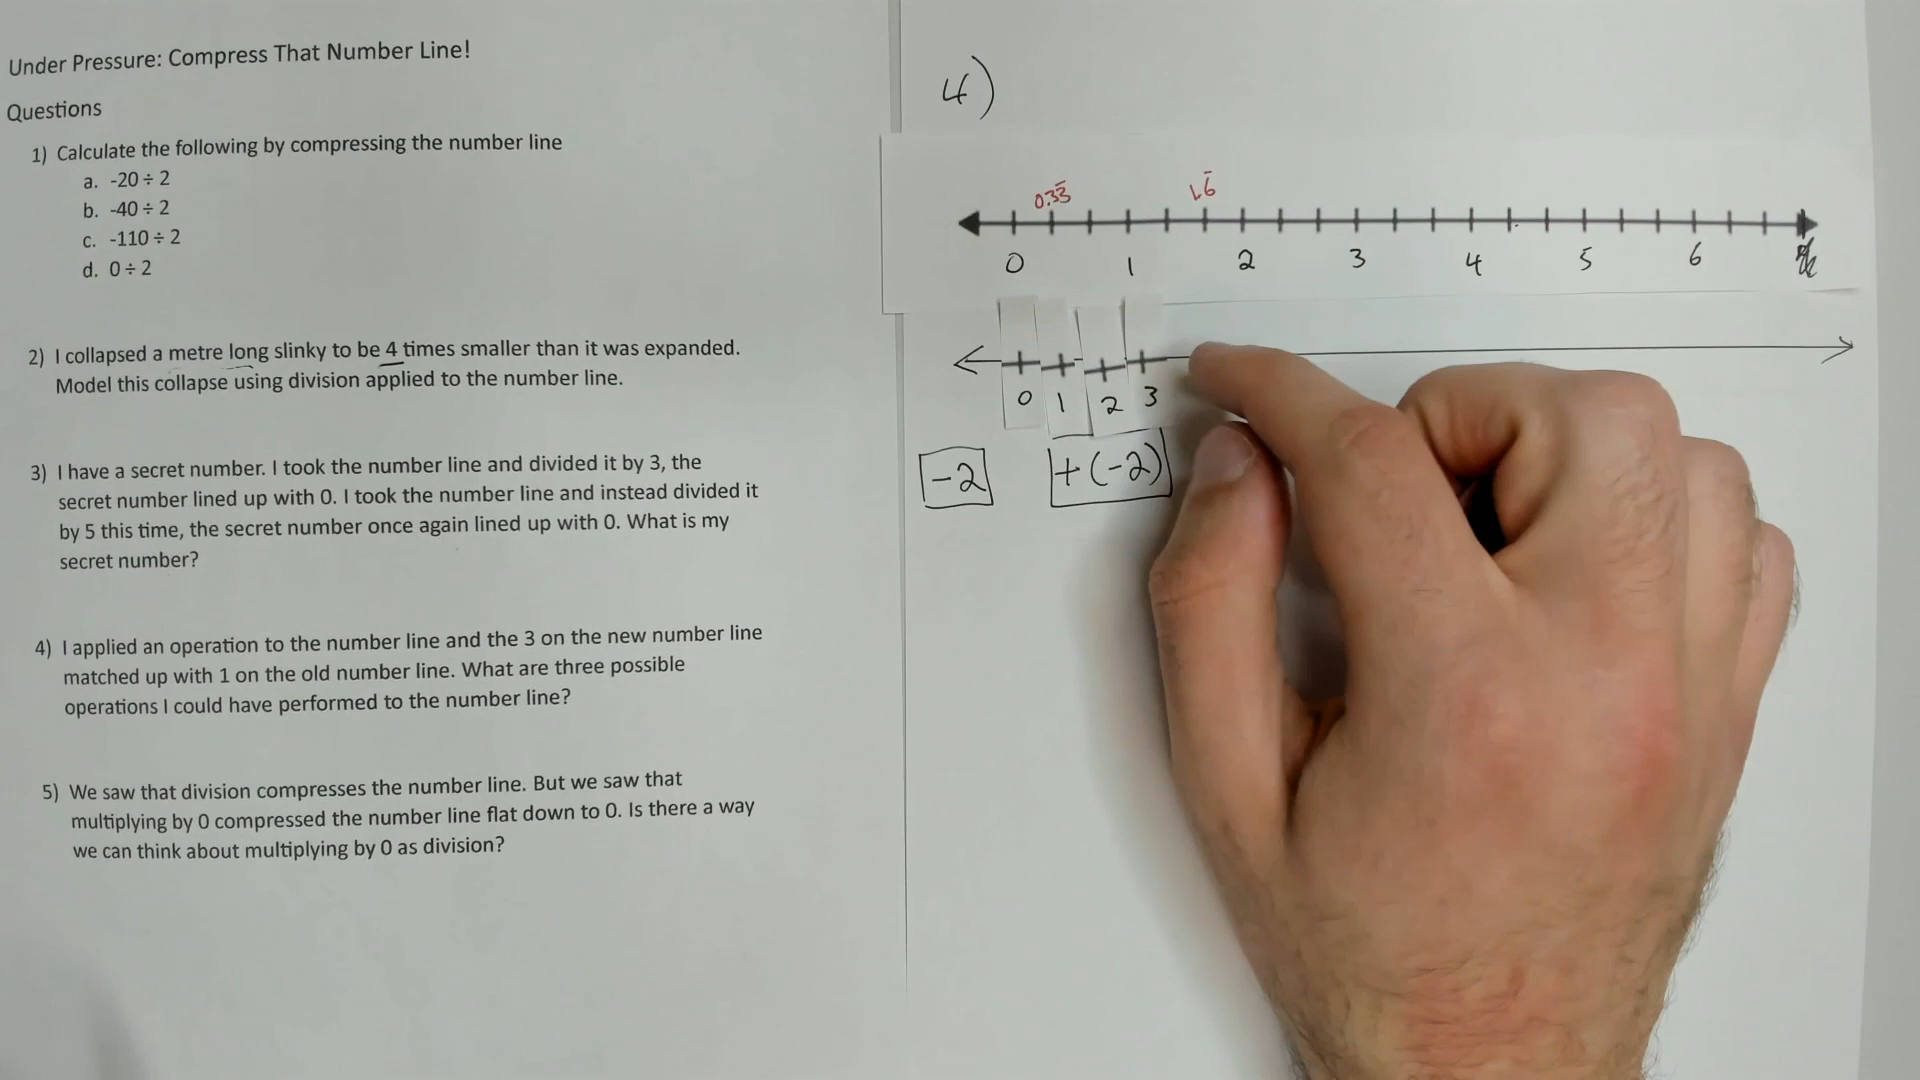 Under Pressure: Compress That Number Line!
Questions
1) Calculate the following by compressing the number line
a. -20 ÷ 2
b. -40 ÷ 2
c. -110 ÷ 2
d. 0 ÷ 2
2) I collapsed a metre long slinky to be 4 times smaller than it was expanded.
Model this collapse using division applied to the number line.
3) I have a secret number. I took the number line and divided it by 3, the
secret number lined up with 0. I took the number line and instead divided it
by 5 this time, the secret number once again lined up with 0. What is my
secret number?
4) I applied an operation to the number line and the 3 on the new number line
matched up with 1 on the old number line. What are three possible
operations I could have performed to the number line?
5) We saw that division compresses the number line. But we saw that
multiplying by 0 compressed the number line flat down to 0. Is there a way
we can think about multiplying by 0 as division?
4)
0.33̅ 1.6̅
0 1 2 3 4 5 6
0 1 2 3
-2 +(-2)